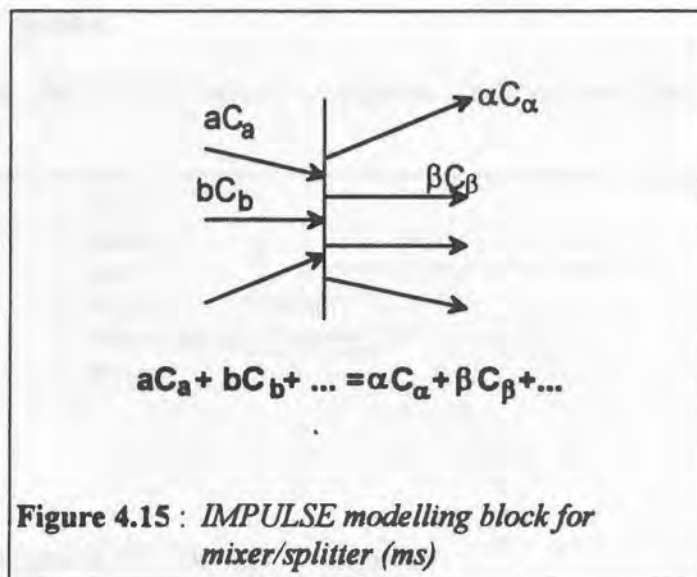 αCα
aCa
bCb
βCβ
aCa + bCb + ... = αCα + βCβ + ...
Figure 4.15 : IMPULSE modelling block for
mixer/splitter (ms)